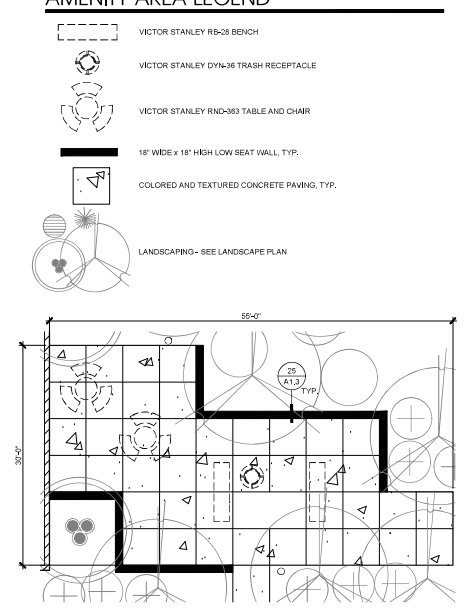 AMENITY AREA LEGEND
VICTOR STANLEY RB-28 BENCH
VICTOR STANLEY DYN-36 TRASH RECEPTACLE
VICTOR STANLEY RND-363 TABLE AND CHAIR
18" WIDE x 18" HIGH LOW SEAT WALL, TYP.
COLORED AND TEXTURED CONCRETE PAVING, TYP.
LANDSCAPING - SEE LANDSCAPE PLAN
55'-0"
25
A1.3
TYP.
30'-0"